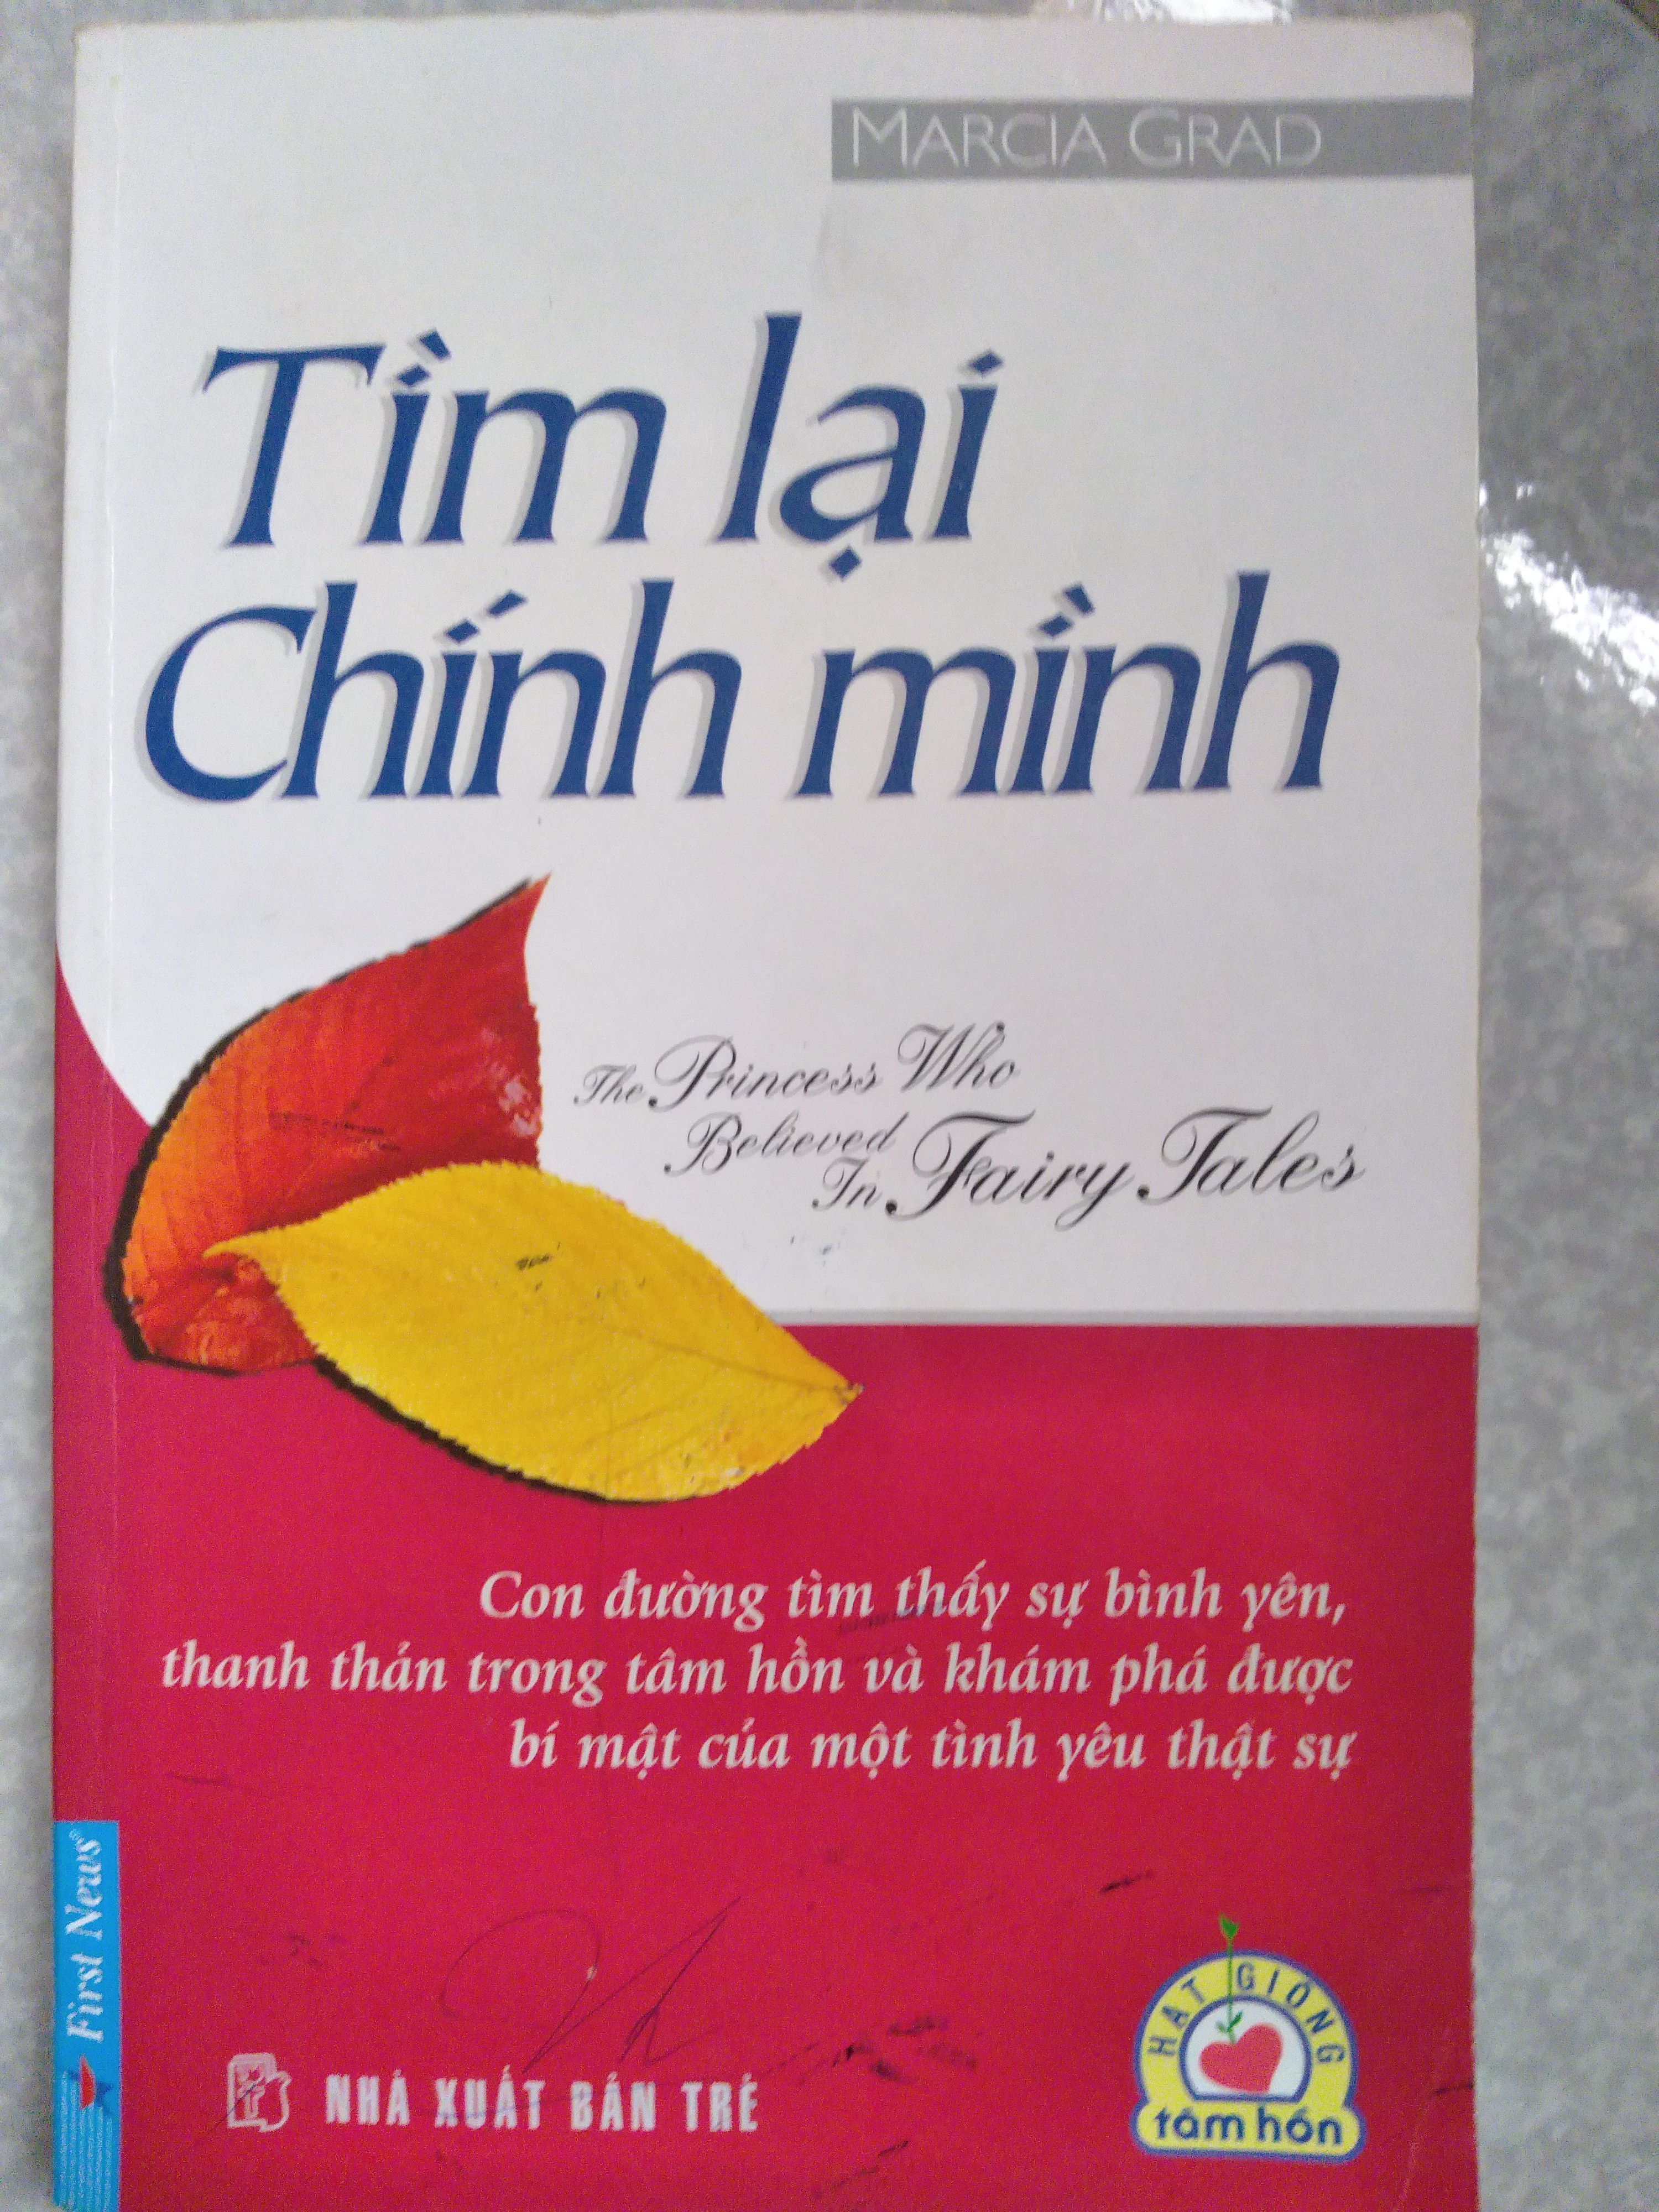 MARCIA GRAD
Tìm lại
Chính mình
The Princess Who
Believed
In Fairy Tales
Con đường tìm thấy sự bình yên,
thanh thản trong tâm hồn và khám phá được
bí mật của một tình yêu thật sự
First News®
NHÀ XUẤT BẢN TRẺ
HẠT GIỐNG
tâm hồn